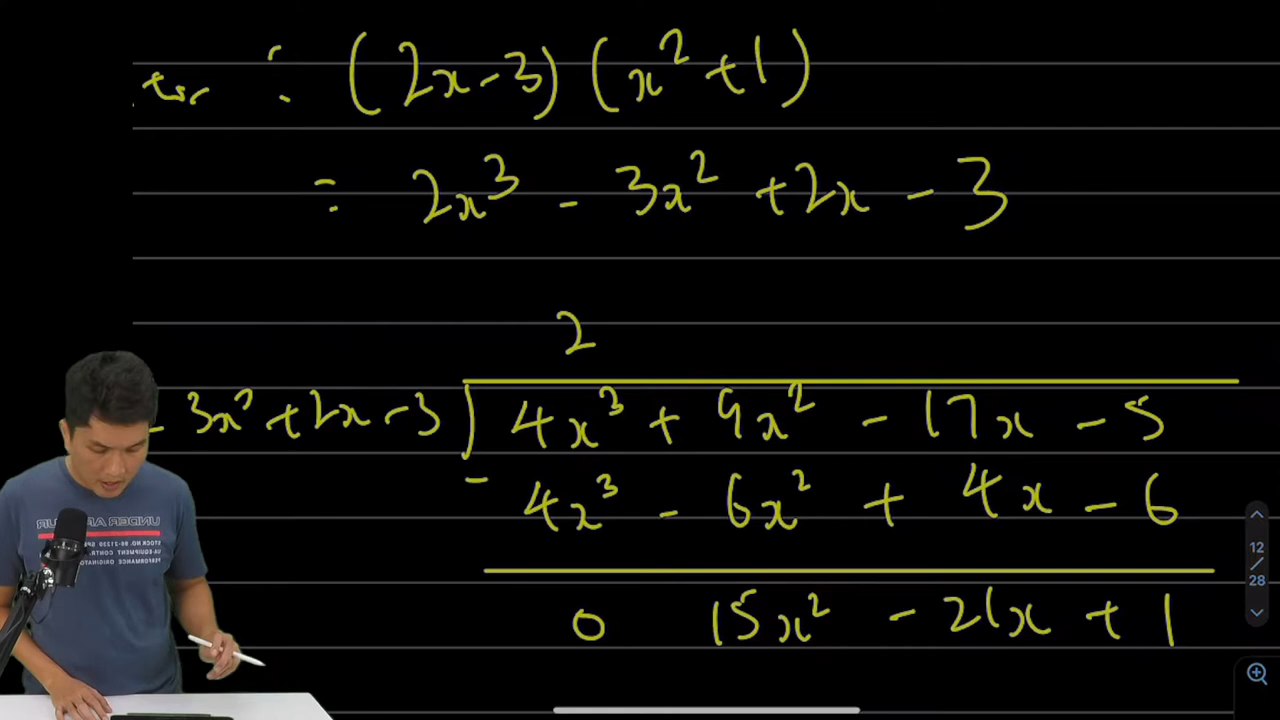 tor : (2x-3)(x²+1)
= 2x³ - 3x² + 2x - 3
2
- 3x² + 2x - 3 ) 4x³ + 9x² - 17x - 5
- 4x³ - 6x² + 4x - 6
0 15x² - 21x + 1
12
/
28